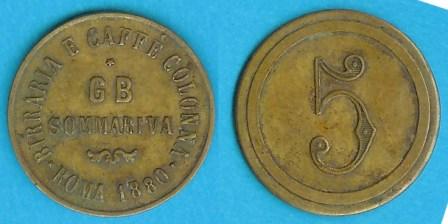 BIRRARIA E CAFFÈ COLONNA
GB
SOMMARIVA
ROMA 1880
5